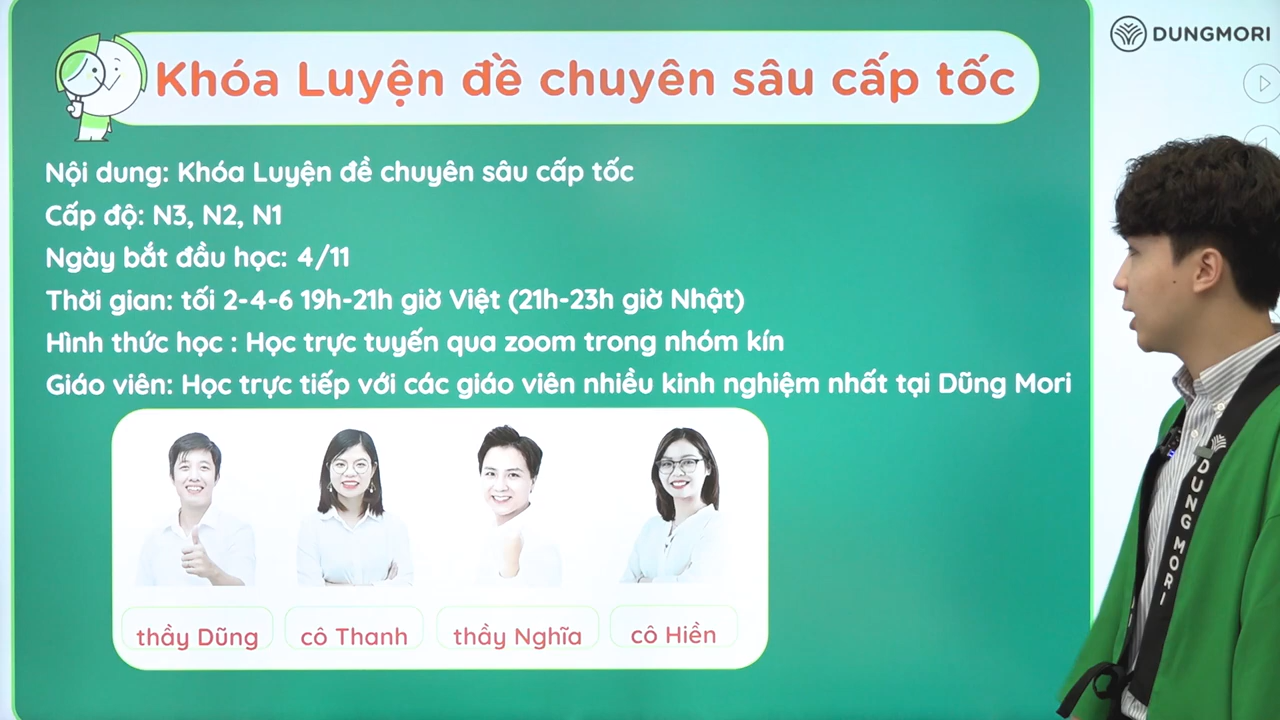 Khóa Luyện đề chuyên sâu cấp tốc
DUNGMORI
Nội dung: Khóa Luyện đề chuyên sâu cấp tốc
Cấp độ: N3, N2, N1
Ngày bắt đầu học: 4/11
Thời gian: tối 2-4-6 19h-21h giờ Việt (21h-23h giờ Nhật)
Hình thức học : Học trực tuyến qua zoom trong nhóm kín
Giáo viên: Học trực tiếp với các giáo viên nhiều kinh nghiệm nhất tại Dũng Mori
thầy Dũng
cô Thanh
thầy Nghĩa
cô Hiền
DUNG MORI